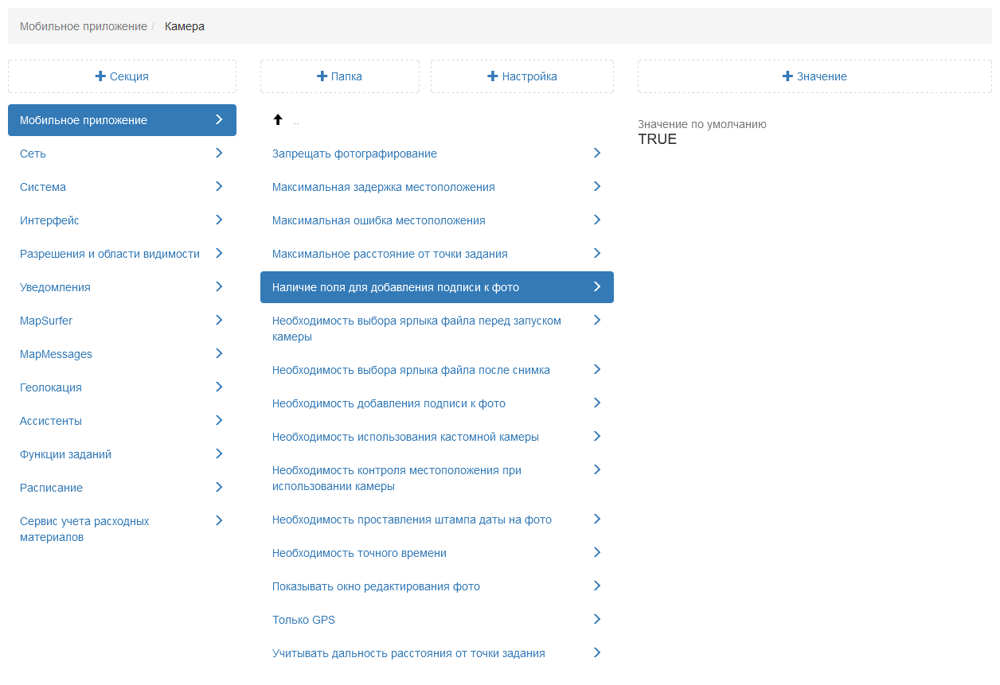 Мобильное приложение / Камера
Секция
Папка
Настройка
Значение
Мобильное приложение
Сеть
Система
Интерфейс
Разрешения и области видимости
Уведомления
MapSurfer
MapMessages
Геолокация
Ассистенты
Функции заданий
Расписание
Сервис учета расходных
материалов
..
Запрещать фотографирование
Максимальная задержка местоположения
Максимальная ошибка местоположения
Максимальное расстояние от точки задания
Наличие поля для добавления подписи к фото
Необходимость выбора ярлыка файла перед запуском
камеры
Необходимость выбора ярлыка файла после снимка
Необходимость добавления подписи к фото
Необходимость использования кастомной камеры
Необходимость контроля местоположения при
использовании камеры
Необходимость проставления штампа даты на фото
Необходимость точного времени
Показывать окно редактирования фото
Только GPS
Учитывать дальность расстояния от точки задания
Значение по умолчанию
TRUE